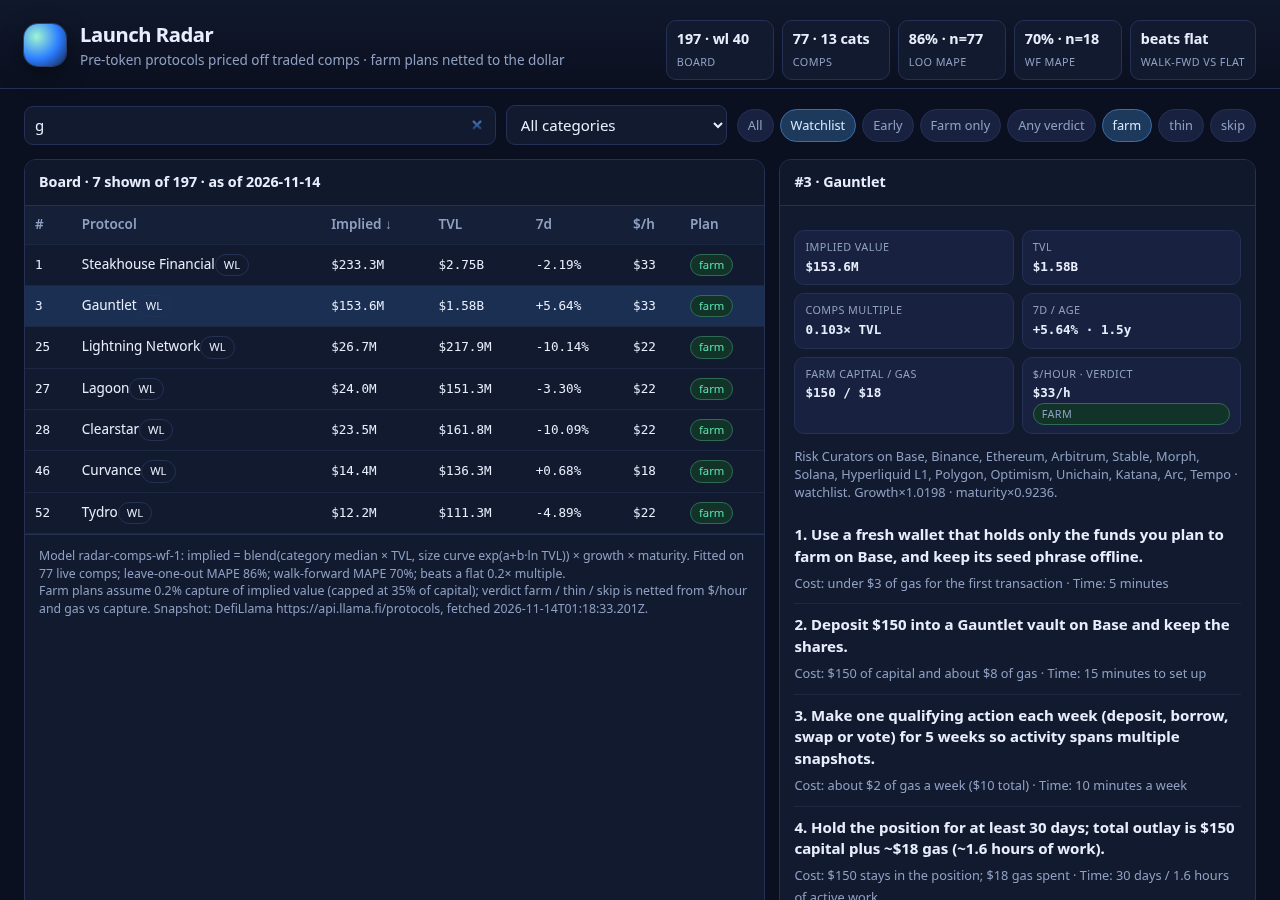 Launch Radar
Pre-token protocols priced off traded comps · farm plans netted to the dollar
197 · wl 40
BOARD
77 · 13 cats
COMPS
86% · n=77
LOO MAPE
70% · n=18
WF MAPE
beats flat
WALK-FWD VS FLAT
g
All categories
All
Watchlist
Early
Farm only
Any verdict
farm
thin
skip
Board · 7 shown of 197 · as of 2026-11-14
# Protocol Implied ↓ TVL 7d $/h Plan
1 Steakhouse Financial WL $233.3M $2.75B -2.19% $33 farm
3 Gauntlet WL $153.6M $1.58B +5.64% $33 farm
25 Lightning Network WL $26.7M $217.9M -10.14% $22 farm
27 Lagoon WL $24.0M $151.3M -3.30% $22 farm
28 Clearstar WL $23.5M $161.8M -10.09% $22 farm
46 Curvance WL $14.4M $136.3M +0.68% $18 farm
52 Tydro WL $12.2M $111.3M -4.89% $22 farm
Model radar-comps-wf-1: implied = blend(category median × TVL, size curve exp(a+b·ln TVL)) × growth × maturity. Fitted on
77 live comps; leave-one-out MAPE 86%; walk-forward MAPE 70%; beats a flat 0.2× multiple.
Farm plans assume 0.2% capture of implied value (capped at 35% of capital); verdict farm / thin / skip is netted from $/hour
and gas vs capture. Snapshot: DefiLlama https://api.llama.fi/protocols, fetched 2026-11-14T01:18:33.201Z.
#3 · Gauntlet
IMPLIED VALUE
$153.6M
TVL
$1.58B
COMPS MULTIPLE
0.103× TVL
7D / AGE
+5.64% · 1.5y
FARM CAPITAL / GAS
$150 / $18
$/HOUR · VERDICT
$33/h
FARM
Risk Curators on Base, Binance, Ethereum, Arbitrum, Stable, Morph,
Solana, Hyperliquid L1, Polygon, Optimism, Unichain, Katana, Arc, Tempo ·
watchlist. Growth×1.0198 · maturity×0.9236.
1. Use a fresh wallet that holds only the funds you plan to
farm on Base, and keep its seed phrase offline.
Cost: under $3 of gas for the first transaction · Time: 5 minutes
2. Deposit $150 into a Gauntlet vault on Base and keep the
shares.
Cost: $150 of capital and about $8 of gas · Time: 15 minutes to set up
3. Make one qualifying action each week (deposit, borrow,
swap or vote) for 5 weeks so activity spans multiple
snapshots.
Cost: about $2 of gas a week ($10 total) · Time: 10 minutes a week
4. Hold the position for at least 30 days; total outlay is $150
capital plus ~$18 gas (~1.6 hours of work).
Cost: $150 stays in the position; $18 gas spent · Time: 30 days / 1.6 hours
of active work